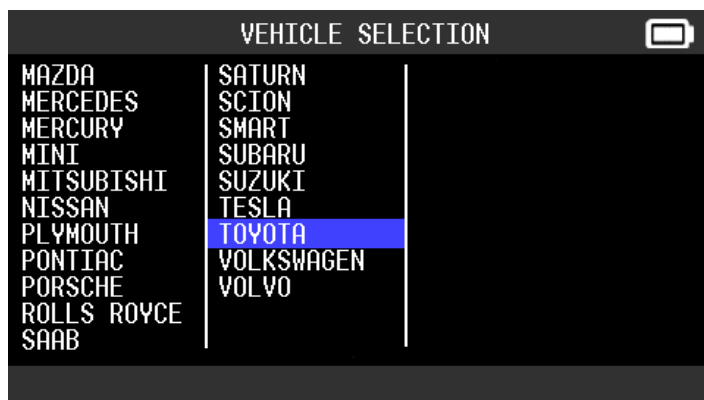 VEHICLE SELECTION
MAZDA
MERCEDES
MERCURY
MINI
MITSUBISHI
NISSAN
PLYMOUTH
PONTIAC
PORSCHE
ROLLS ROYCE
SAAB
SATURN
SCION
SMART
SUBARU
SUZUKI
TESLA
TOYOTA
VOLKSWAGEN
VOLVO